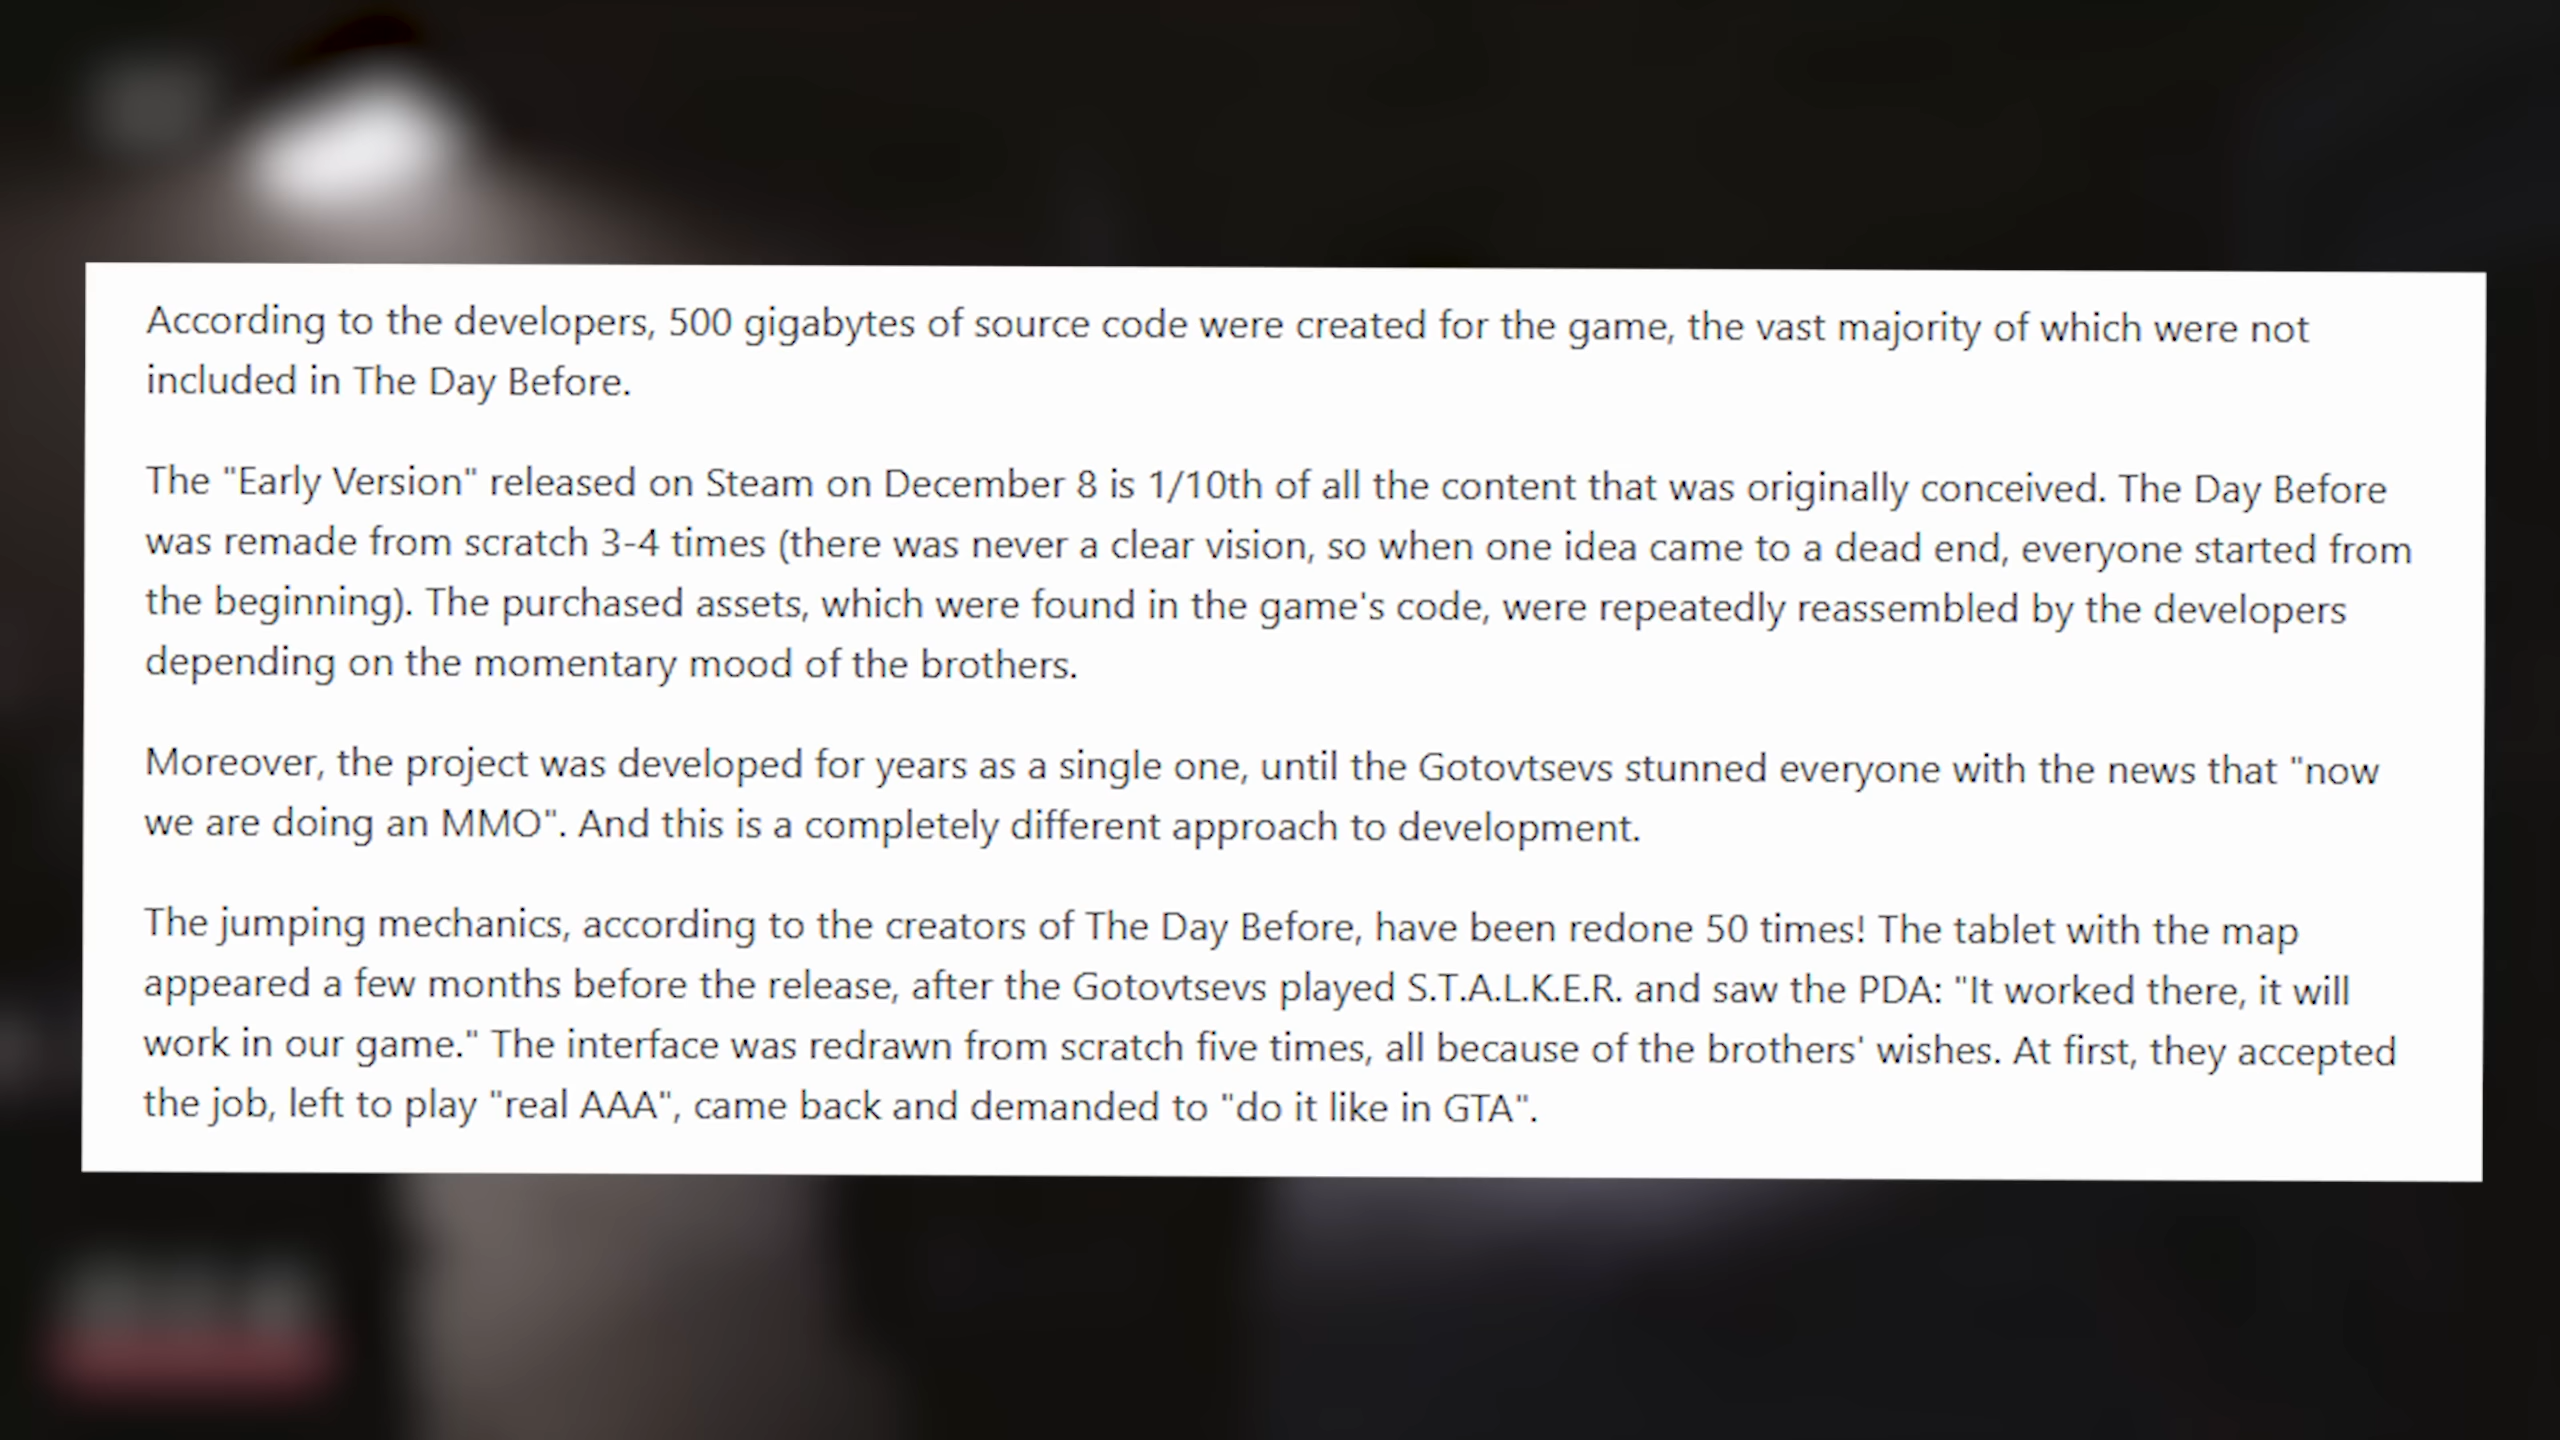 According to the developers, 500 gigabytes of source code were created for the game, the vast majority of which were not
included in The Day Before.
The "Early Version" released on Steam on December 8 is 1/10th of all the content that was originally conceived. The Day Before
was remade from scratch 3-4 times (there was never a clear vision, so when one idea came to a dead end, everyone started from
the beginning). The purchased assets, which were found in the game's code, were repeatedly reassembled by the developers
depending on the momentary mood of the brothers.
Moreover, the project was developed for years as a single one, until the Gotovtsevs stunned everyone with the news that "now
we are doing an MMO". And this is a completely different approach to development.
The jumping mechanics, according to the creators of The Day Before, have been redone 50 times! The tablet with the map
appeared a few months before the release, after the Gotovtsevs played S.T.A.L.K.E.R. and saw the PDA: "It worked there, it will
work in our game." The interface was redrawn from scratch five times, all because of the brothers' wishes. At first, they accepted
the job, left to play "real AAA", came back and demanded to "do it like in GTA".